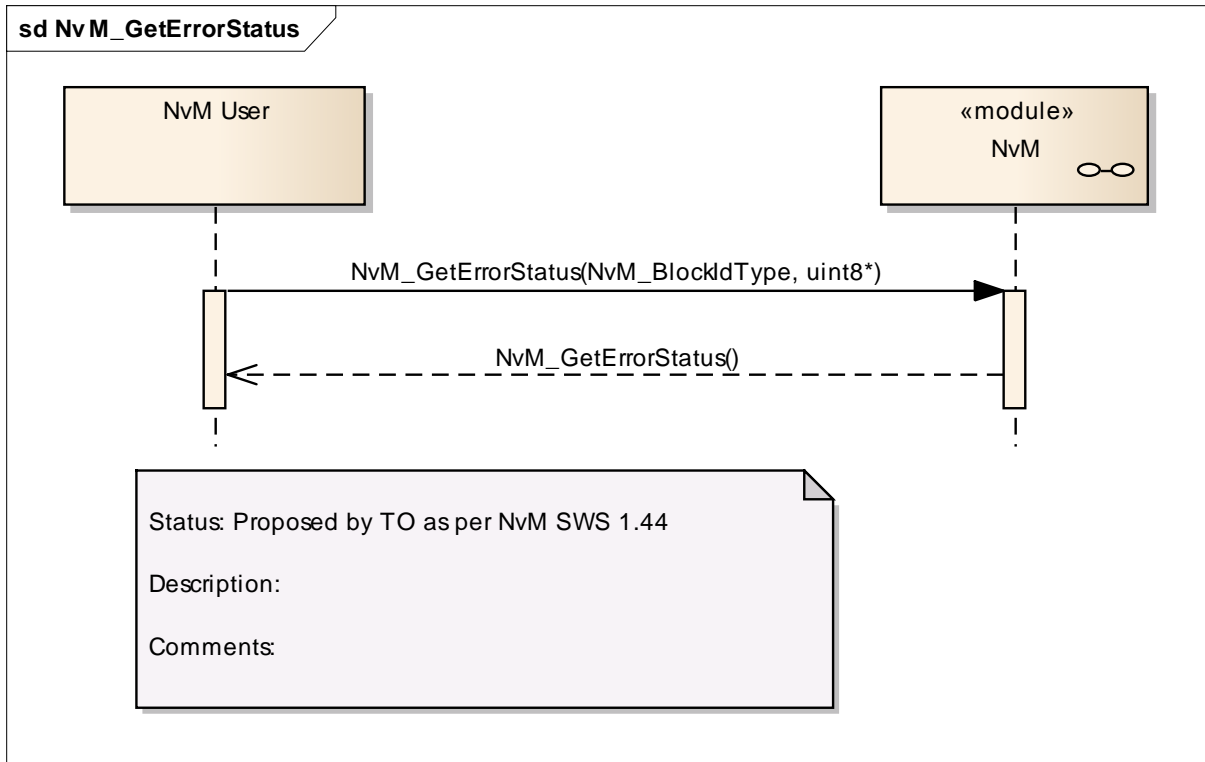 sd NvM_GetErrorStatus
NvM User
«module»
NvM
NvM_GetErrorStatus(NvM_BlockIdType, uint8*)
NvM_GetErrorStatus()
Status: Proposed by TO as per NvM SWS 1.44
Description:
Comments: